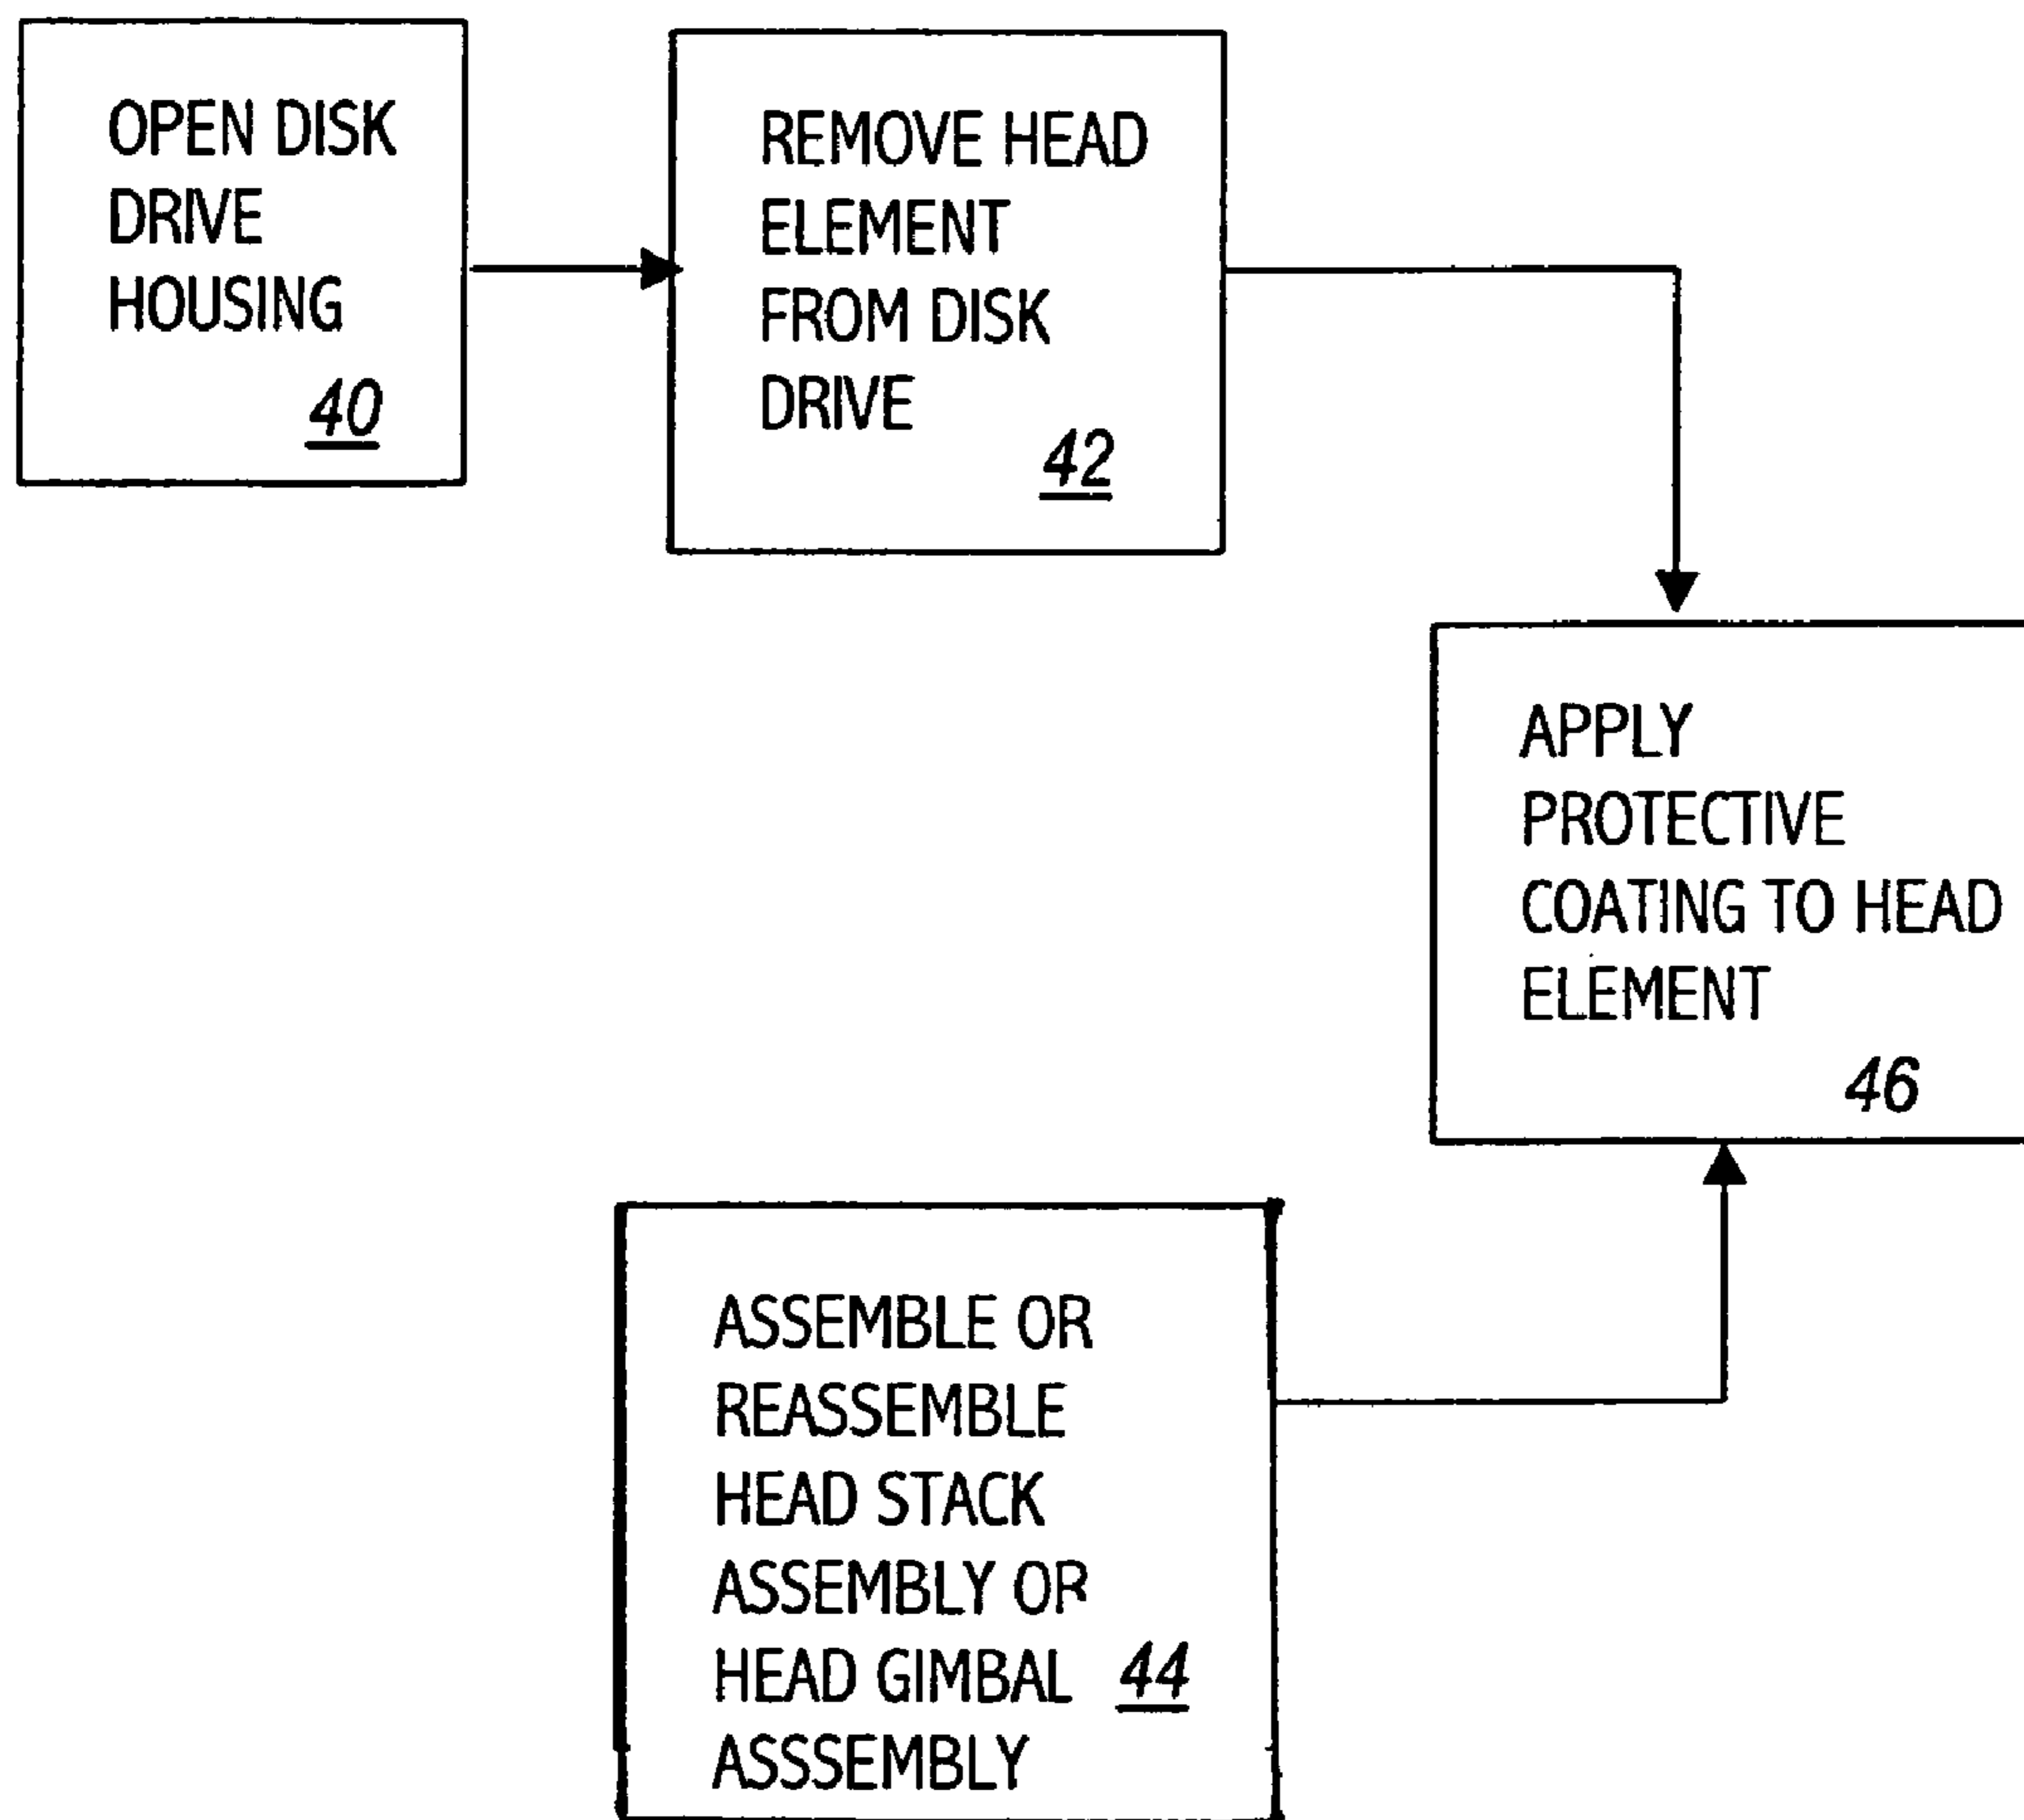 OPEN DISK
DRIVE
HOUSING
40
REMOVE HEAD
ELEMENT
FROM DISK
DRIVE
42
APPLY
PROTECTIVE
COATING TO HEAD
ELEMENT
46
ASSEMBLE OR
REASSEMBLE
HEAD STACK
ASSEMBLY OR
HEAD GIMBAL 44
ASSSEMBLY